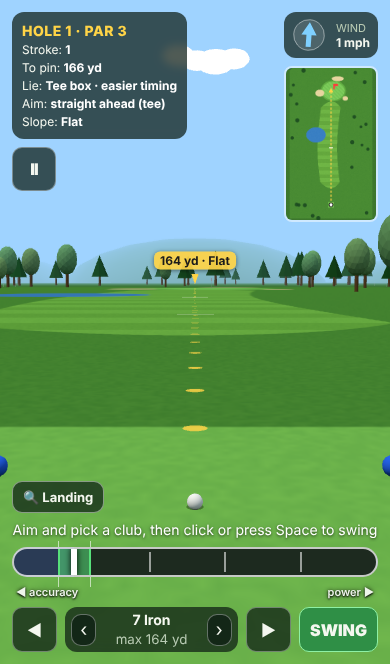 HOLE 1 · PAR 3
Stroke: 1
To pin: 166 yd
Lie: Tee box · easier timing
Aim: straight ahead (tee)
Slope: Flat
WIND
1 mph
164 yd · Flat
🔍 Landing
Aim and pick a club, then click or press Space to swing
◀ accuracy
power ▶
◀
‹
7 Iron
max 164 yd
›
▶
SWING